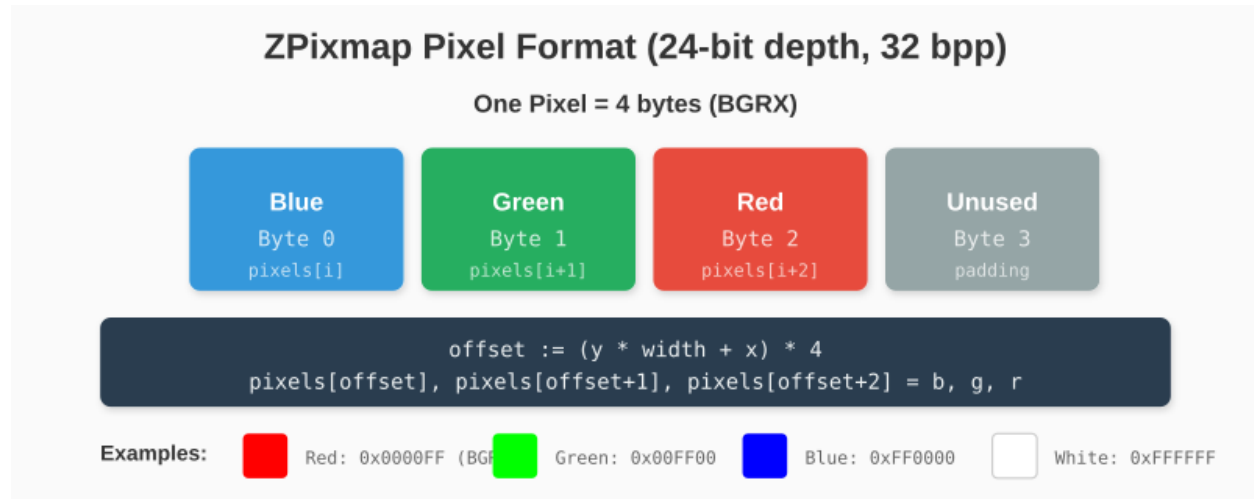 ZPixmap Pixel Format (24-bit depth, 32 bpp)
One Pixel = 4 bytes (BGRX)
Blue Green Red Unused
Byte 0 Byte 1 Byte 2 Byte 3
pixels[i] pixels[i+1] pixels[i+2] padding
offset := (y * width + x) * 4
pixels[offset], pixels[offset+1], pixels[offset+2] = b, g, r
Examples: Red: 0x0000FF Green: 0x00FF00 Blue: 0xFF0000 White: 0xFFFFFF